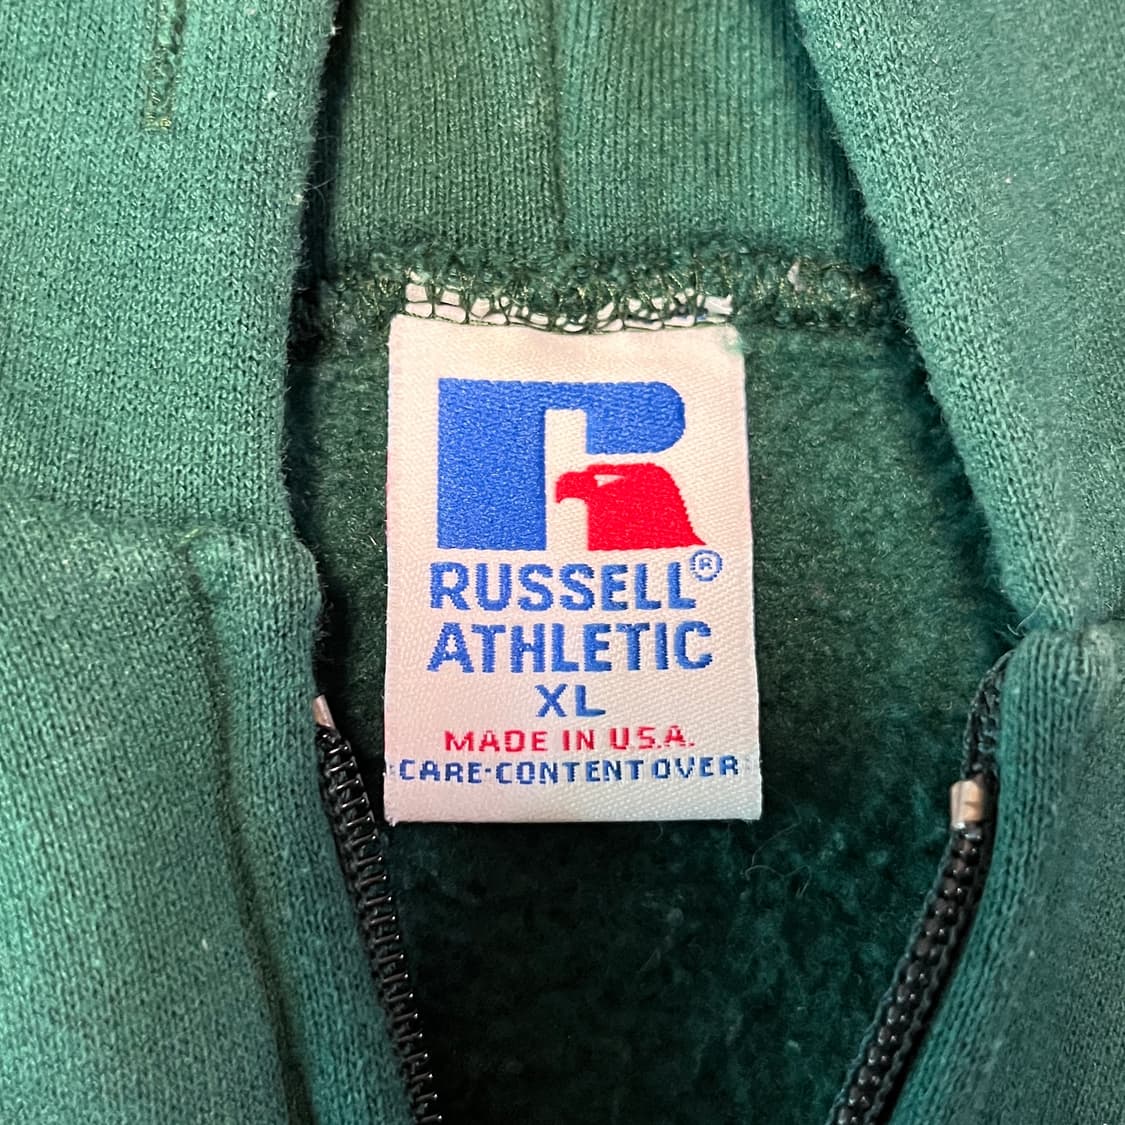 R
RUSSELL®
ATHLETIC
XL
MADE IN U.S.A.
CARE-CONTENT OVER